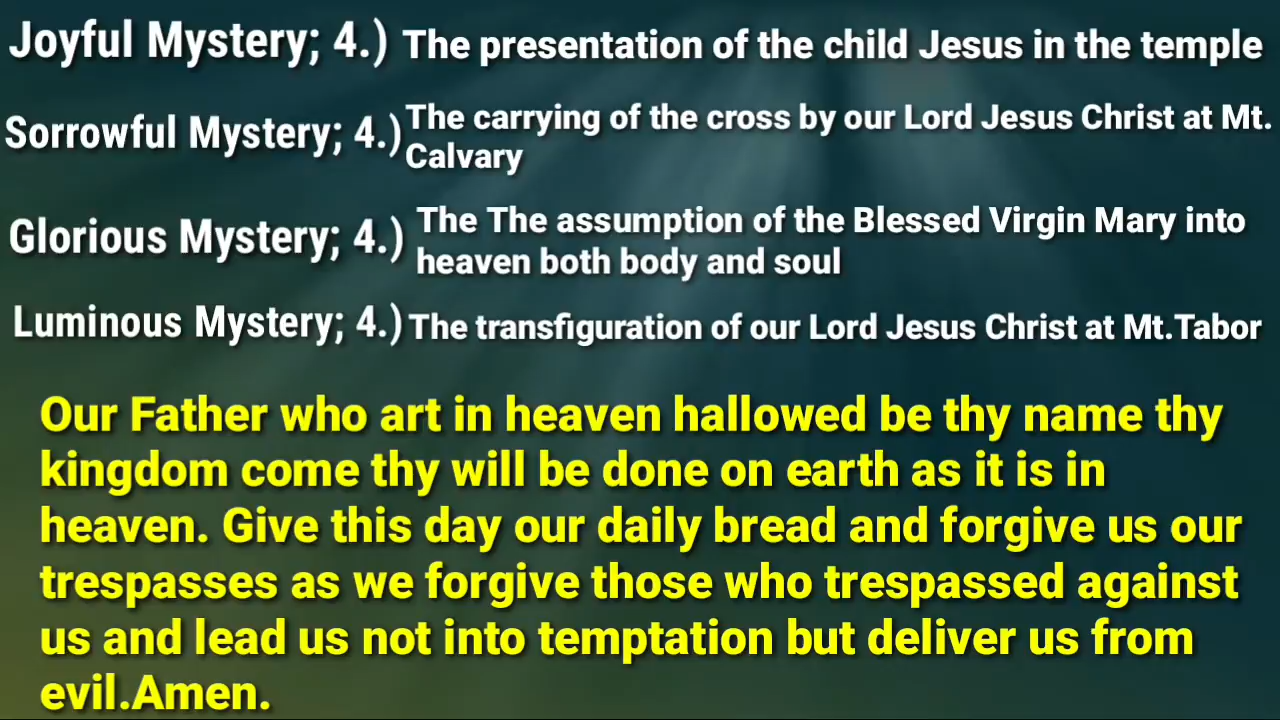 Joyful Mystery; 4.) The presentation of the child Jesus in the temple
Sorrowful Mystery; 4.) The carrying of the cross by our Lord Jesus Christ at Mt.
Calvary
Glorious Mystery; 4.) The The assumption of the Blessed Virgin Mary into
heaven both body and soul
Luminous Mystery; 4.) The transfiguration of our Lord Jesus Christ at Mt.Tabor
Our Father who art in heaven hallowed be thy name thy
kingdom come thy will be done on earth as it is in
heaven. Give this day our daily bread and forgive us our
trespasses as we forgive those who trespassed against
us and lead us not into temptation but deliver us from
evil.Amen.